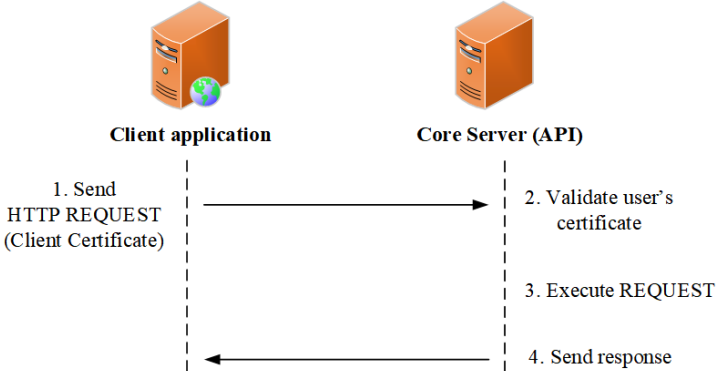 Client application
Core Server (API)
1. Send
HTTP REQUEST
(Client Certificate)
2. Validate user’s
certificate
3. Execute REQUEST
4. Send response